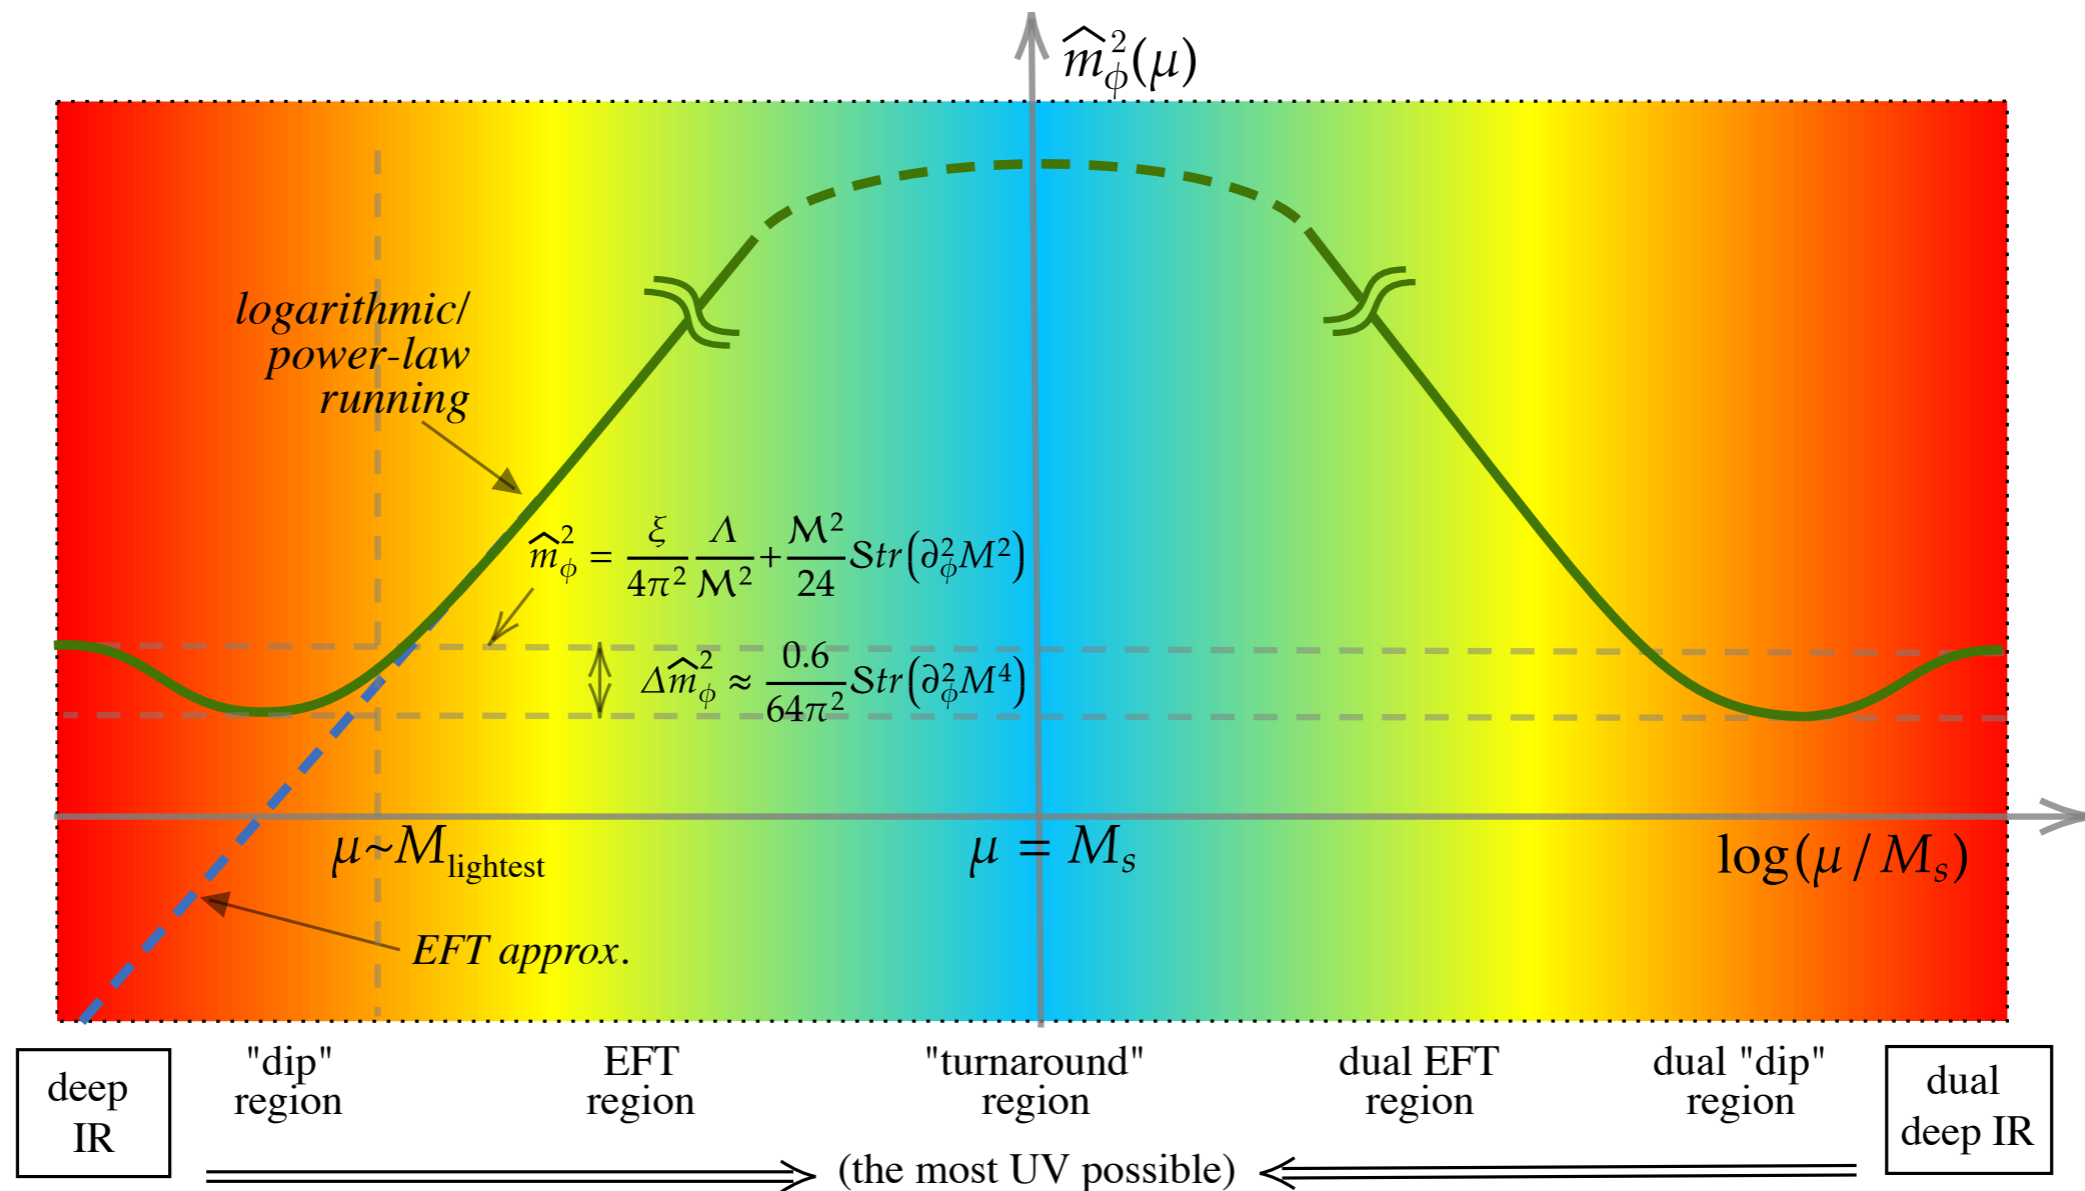 m̂²_ϕ(μ)
logarithmic/
power-law
running
m̂²_ϕ = ξ/4π² Λ/ℳ² + ℳ²/24 Str(∂²_ϕ M²)
Δm̂²_ϕ ≈ 0.6/64π² Str(∂²_ϕ M⁴)
μ~M_lightest
μ = M_s
log(μ / M_s)
EFT approx.
deep
IR
"dip"
region
EFT
region
"turnaround"
region
dual EFT
region
dual "dip"
region
dual
deep IR
(the most UV possible)